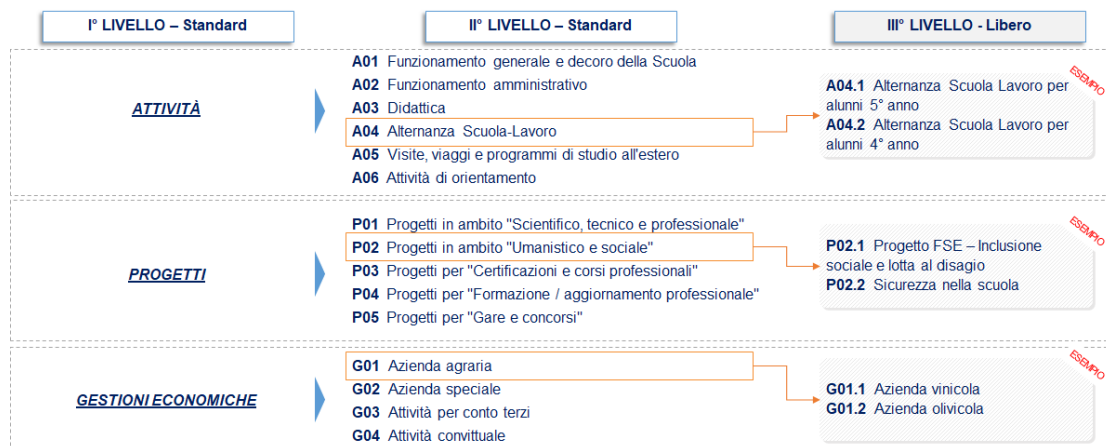 I° LIVELLO – Standard
II° LIVELLO – Standard
III° LIVELLO - Libero
ATTIVITÀ
A01 Funzionamento generale e decoro della Scuola
A02 Funzionamento amministrativo
A03 Didattica
A04 Alternanza Scuola-Lavoro
A05 Visite, viaggi e programmi di studio all'estero
A06 Attività di orientamento
ESEMPIO
A04.1 Alternanza Scuola Lavoro per
alunni 5° anno
A04.2 Alternanza Scuola Lavoro per
alunni 4° anno
PROGETTI
P01 Progetti in ambito "Scientifico, tecnico e professionale"
P02 Progetti in ambito "Umanistico e sociale"
P03 Progetti per "Certificazioni e corsi professionali"
P04 Progetti per "Formazione / aggiornamento professionale"
P05 Progetti per "Gare e concorsi"
ESEMPIO
P02.1 Progetto FSE – Inclusione
sociale e lotta al disagio
P02.2 Sicurezza nella scuola
GESTIONI ECONOMICHE
G01 Azienda agraria
G02 Azienda speciale
G03 Attività per conto terzi
G04 Attività convittuale
ESEMPIO
G01.1 Azienda vinicola
G01.2 Azienda olivicola